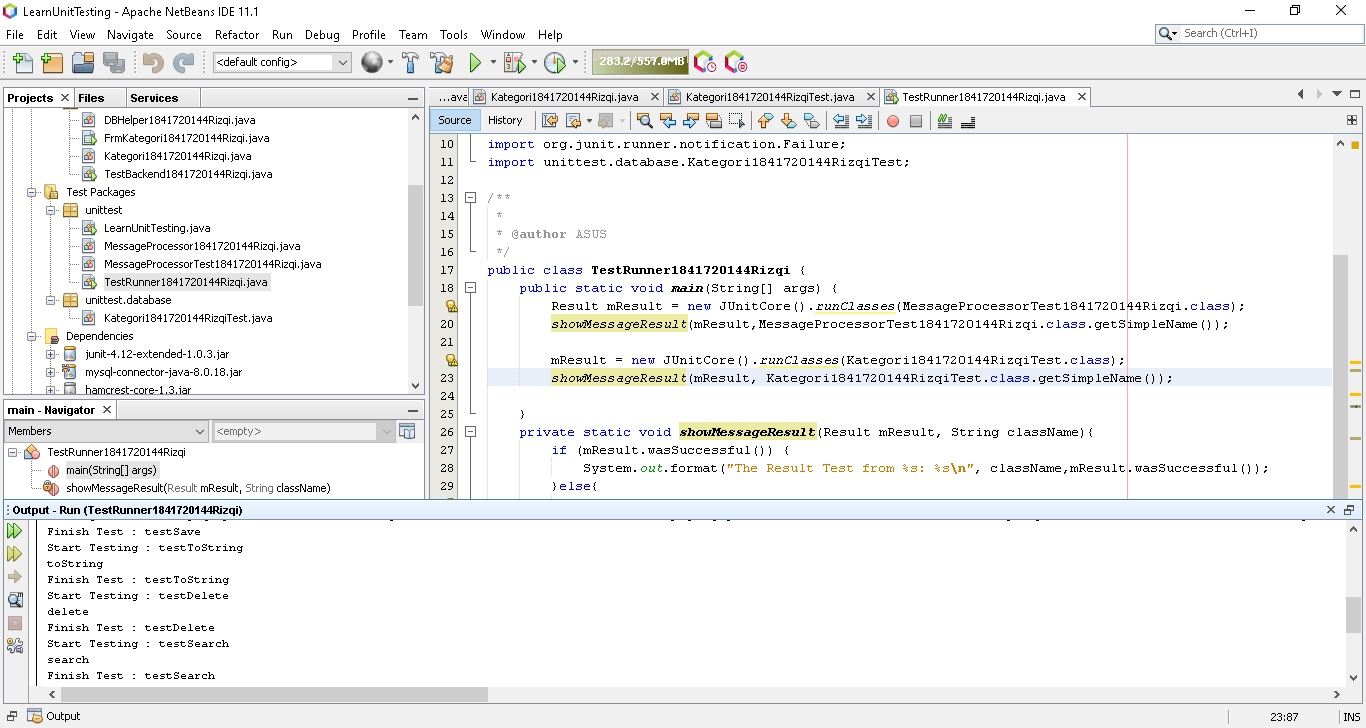 LearnUnitTesting - Apache NetBeans IDE 11.1
File Edit View Navigate Source Refactor Run Debug Profile Team Tools Window Help
Search (Ctrl+I)
<default config>
283.2/557.0MB
Projects Files Services
DBHelper1841720144Rizqi.java
FrmKategori1841720144Rizqi.java
Kategori1841720144Rizqi.java
TestBackend1841720144Rizqi.java
Test Packages
unittest
LearnUnitTesting.java
MessageProcessor1841720144Rizqi.java
MessageProcessorTest1841720144Rizqi.java
TestRunner1841720144Rizqi.java
unittest.database
Kategori1841720144RizqiTest.java
Dependencies
junit-4.12-extended-1.0.3.jar
mysql-connector-java-8.0.18.jar
hamcrest-core-1.3.jar
main - Navigator
Members
<empty>
TestRunner1841720144Rizqi
main(String[] args)
showMessageResult(Result mResult, String className)
...ava Kategori1841720144Rizqi.java Kategori1841720144RizqiTest.java TestRunner1841720144Rizqi.java
Source History
10 import org.junit.runner.notification.Failure;
11 import unittest.database.Kategori1841720144RizqiTest;
12
13 /**
14 *
15 * @author ASUS
16 */
17 public class TestRunner1841720144Rizqi {
18 public static void main(String[] args) {
Result mResult = new JUnitCore().runClasses(MessageProcessorTest1841720144Rizqi.class);
20 showMessageResult(mResult,MessageProcessorTest1841720144Rizqi.class.getSimpleName());
21
mResult = new JUnitCore().runClasses(Kategori1841720144RizqiTest.class);
23 showMessageResult(mResult, Kategori1841720144RizqiTest.class.getSimpleName());
24
25 }
26 private static void showMessageResult(Result mResult, String className){
27 if (mResult.wasSuccessful()) {
28 System.out.format("The Result Test from %s: %s\n", className,mResult.wasSuccessful());
29 }else{
Output - Run (TestRunner1841720144Rizqi)
Finish Test : testSave
Start Testing : testToString
toString
Finish Test : testToString
Start Testing : testDelete
delete
Finish Test : testDelete
Start Testing : testSearch
search
Finish Test : testSearch
Output
23:87 INS